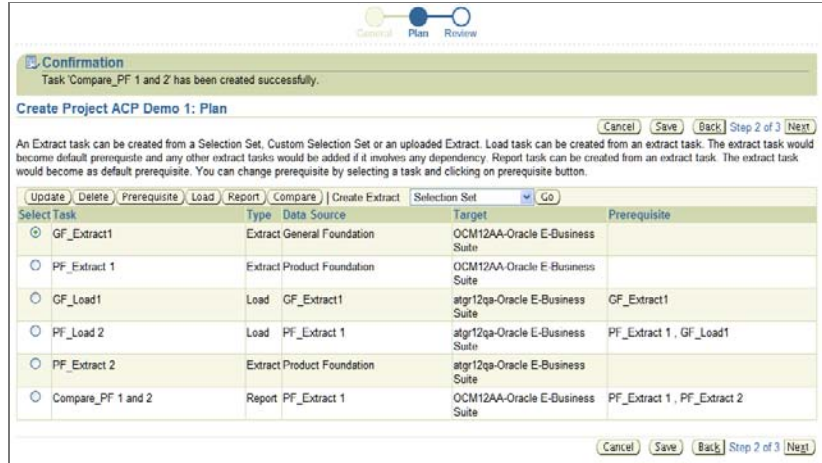 General Plan Review
Confirmation
Task 'Compare_PF 1 and 2' has been created successfully.
Create Project ACP Demo 1: Plan
Cancel Save Back Step 2 of 3 Next
An Extract task can be created from a Selection Set, Custom Selection Set or an uploaded Extract. Load task can be created from an extract task. The extract task would
become default prerequiste and any other extract tasks would be added if it involves any dependency. Report task can be created from an extract task. The extract task
would become as default prerequisite. You can change prerequisite by selecting a task and clicking on prerequisite button.
Update Delete Prerequisite Load Report Compare | Create Extract Selection Set Go
Select Task Type Data Source Target Prerequisite
GF_Extract1 Extract General Foundation OCM12AA-Oracle E-Business
Suite
PF_Extract 1 Extract Product Foundation OCM12AA-Oracle E-Business
Suite
GF_Load1 Load GF_Extract1 atgr12qa-Oracle E-Business GF_Extract1
Suite
PF_Load 2 Load PF_Extract 1 atgr12qa-Oracle E-Business PF_Extract 1 , GF_Load1
Suite
PF_Extract 2 Extract Product Foundation atgr12qa-Oracle E-Business
Suite
Compare_PF 1 and 2 Report PF_Extract 1 OCM12AA-Oracle E-Business PF_Extract 1 , PF_Extract 2
Suite
Cancel Save Back Step 2 of 3 Next